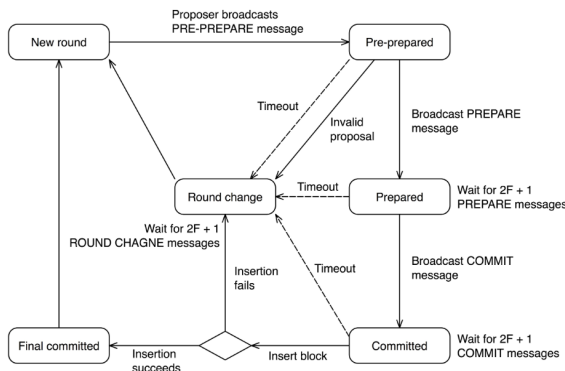 Proposer broadcasts
PRE-PREPARE message
New round
Pre-prepared
Timeout
Invalid
proposal
Broadcast PREPARE
message
Round change
Timeout
Prepared
Wait for 2F + 1
PREPARE messages
Wait for 2F + 1
ROUND CHAGNE messages
Insertion
fails
Timeout
Broadcast COMMIT
message
Final committed
Insertion
succeeds
Insert block
Committed
Wait for 2F + 1
COMMIT messages